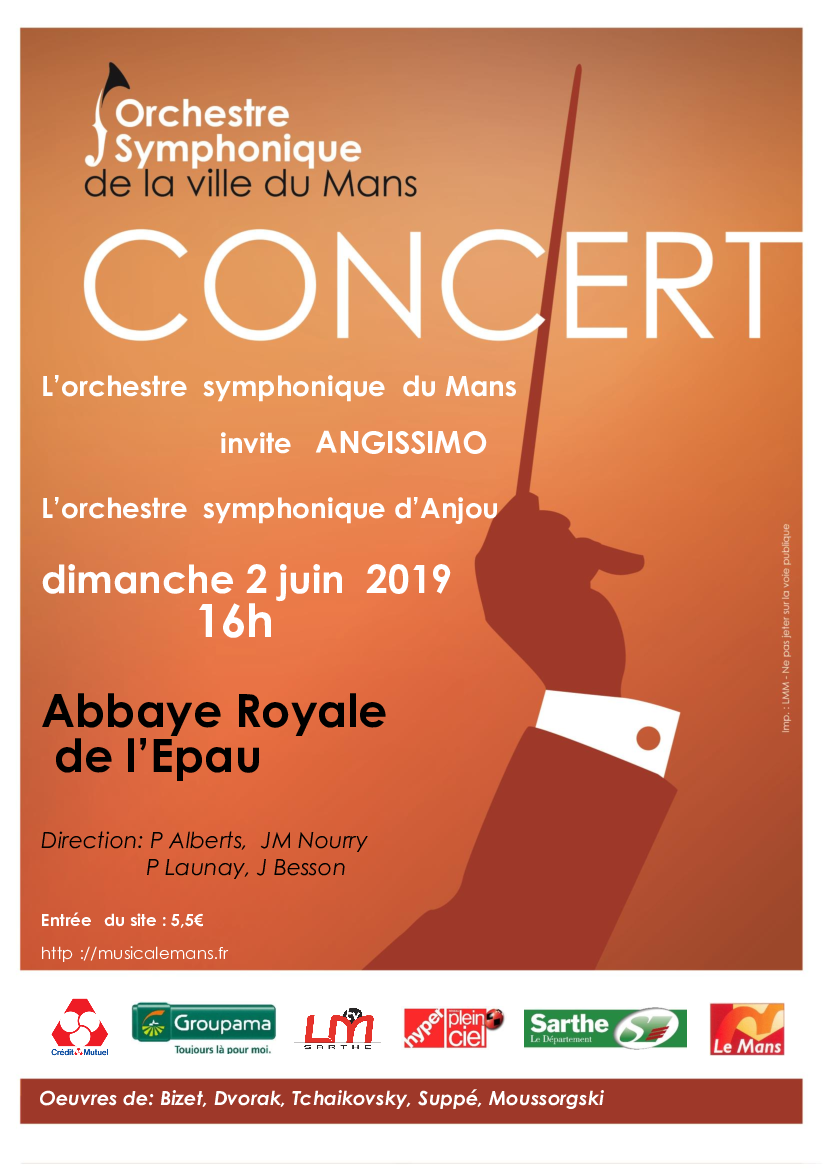 Orchestre
Symphonique
de la ville du Mans
CONCERT
L’orchestre symphonique du Mans
invite ANGISSIMO
L’orchestre symphonique d’Anjou
dimanche 2 juin 2019
16h
Abbaye Royale
de l’Epau
Direction: P Alberts, JM Nourry
P Launay, J Besson
Entrée du site : 5,5€
http ://musicalemans.fr
Imp. : LMM - Ne pas jeter sur la voie publique
Crédit Mutuel
Groupama
Toujours là pour moi.
LM
SARTHE
hyper plein
ciel
Sarthe
Le Département
Le Mans
Oeuvres de: Bizet, Dvorak, Tchaikovsky, Suppé, Moussorgski